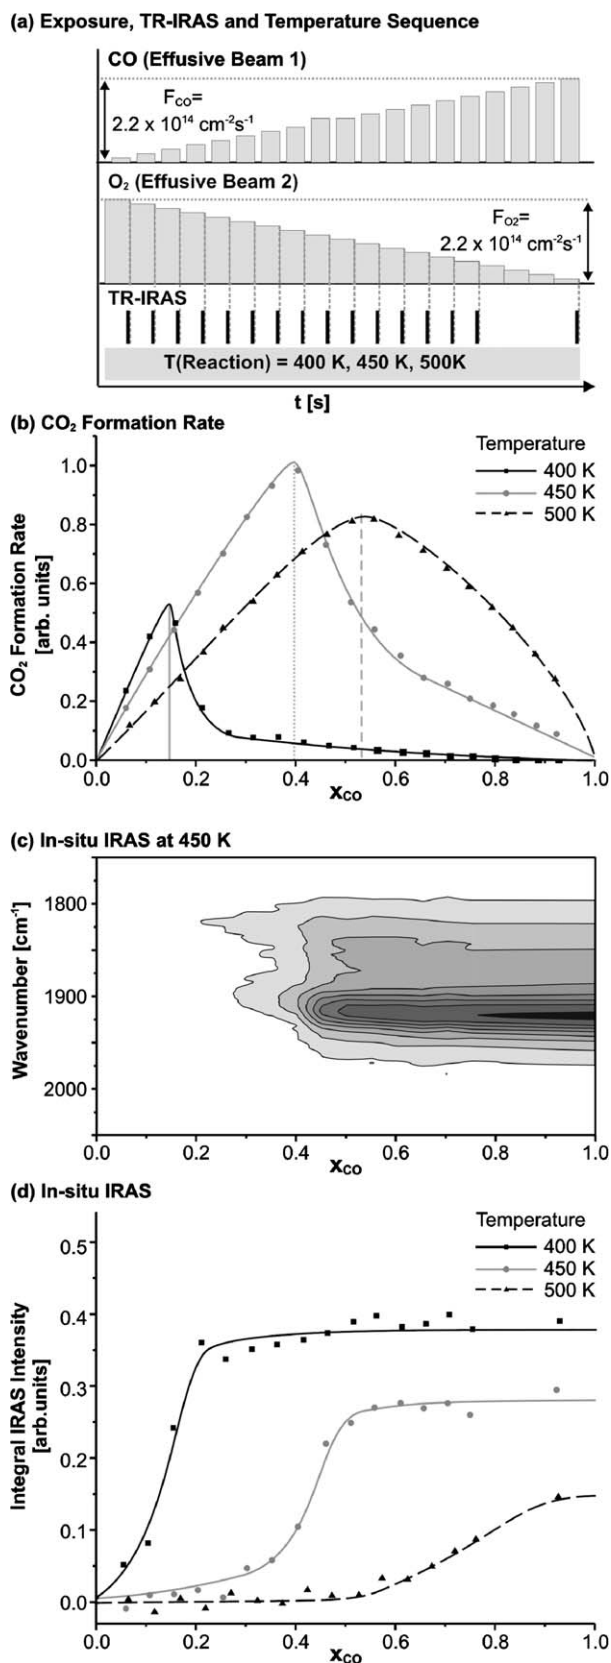 (a) Exposure, TR-IRAS and Temperature Sequence
CO (Effusive Beam 1)
F_CO=
2.2 x 10¹⁴ cm⁻²s⁻¹
O₂ (Effusive Beam 2)
F_O2=
2.2 x 10¹⁴ cm⁻²s⁻¹
TR-IRAS
T(Reaction) = 400 K, 450 K, 500K
t [s]
(b) CO₂ Formation Rate
Temperature
400 K
450 K
500 K
CO₂ Formation Rate
[arb. units]
1.0
0.8
0.6
0.4
0.2
0.0
0.0 0.2 0.4 0.6 0.8 1.0
x_CO
(c) In-situ IRAS at 450 K
Wavenumber [cm⁻¹]
1800
1900
2000
0.0 0.2 0.4 0.6 0.8 1.0
x_CO
(d) In-situ IRAS
Temperature
400 K
450 K
500 K
Integral IRAS Intensity
[arb.units]
0.5
0.4
0.3
0.2
0.1
0.0
0.0 0.2 0.4 0.6 0.8 1.0
x_CO